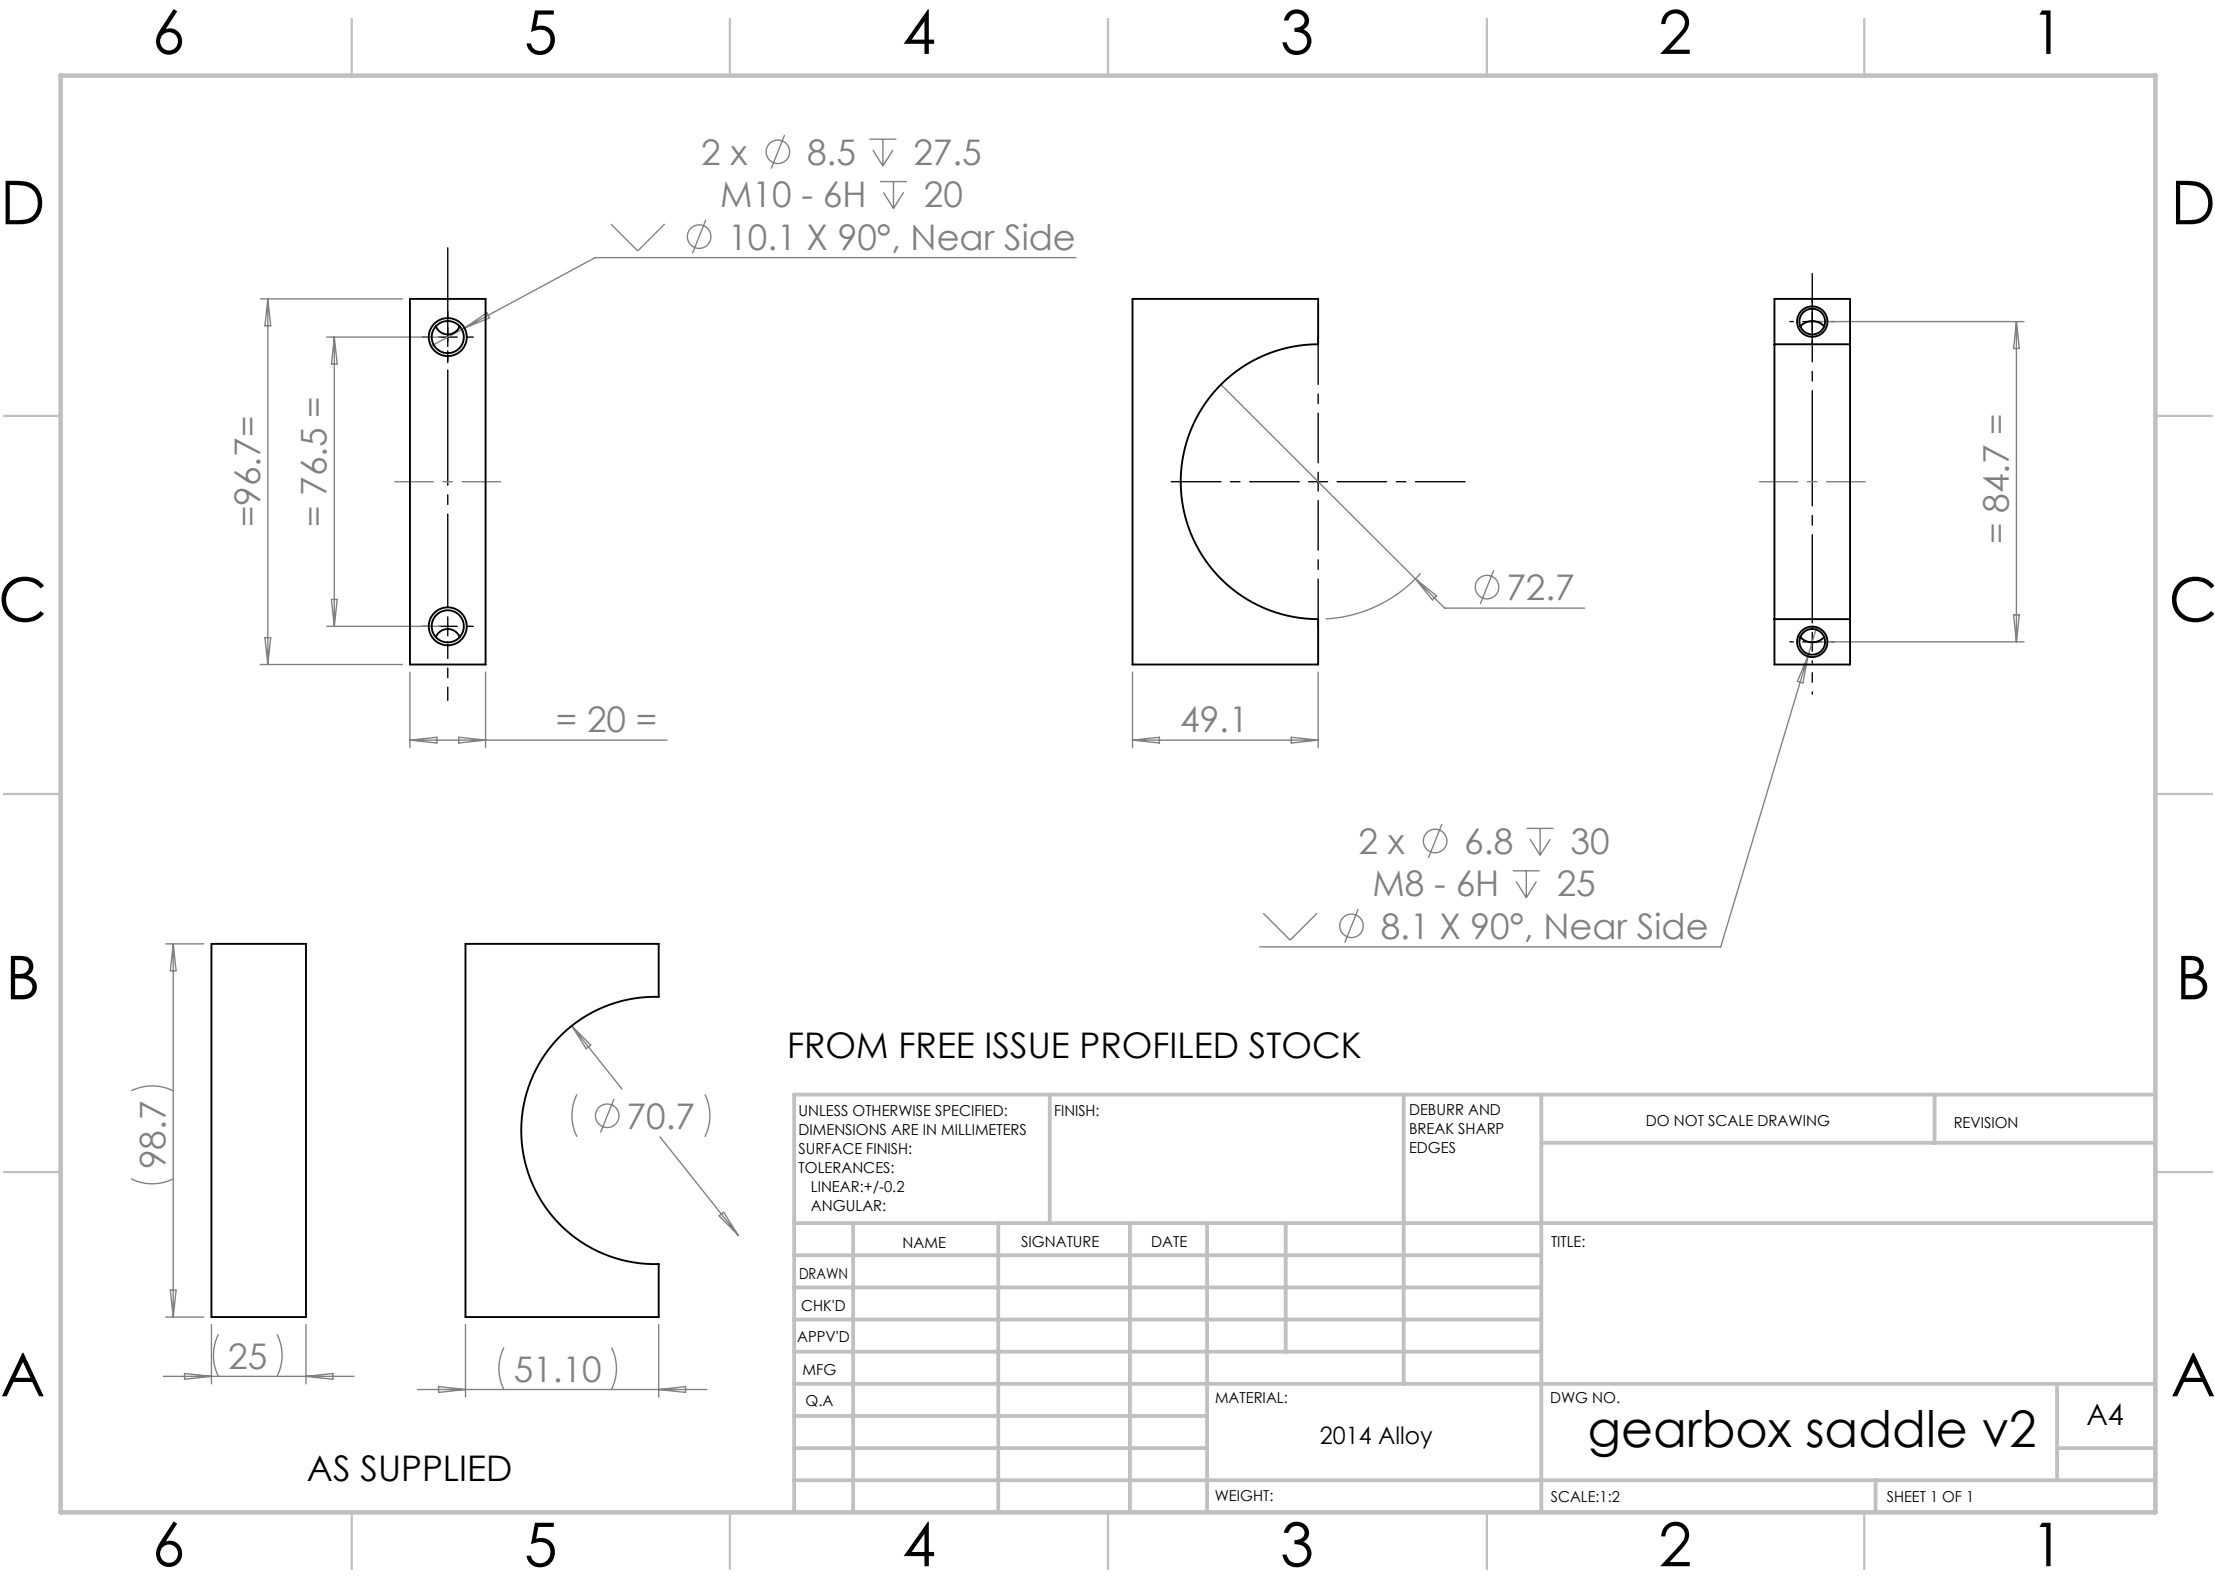 6 5 4 3 2 1
D D
2 x ⌀ 8.5 ↧ 27.5
M10 - 6H ↧ 20
⌵ ⌀ 10.1 X 90°, Near Side
=96.7=
= 76.5 =
= 20 =
⌀72.7
49.1
= 84.7 =
C C
2 x ⌀ 6.8 ↧ 30
M8 - 6H ↧ 25
⌵ ⌀ 8.1 X 90°, Near Side
B B
(98.7)
(⌀70.7)
(25)
(51.10)
AS SUPPLIED
FROM FREE ISSUE PROFILED STOCK
UNLESS OTHERWISE SPECIFIED:
DIMENSIONS ARE IN MILLIMETERS
SURFACE FINISH:
TOLERANCES:
LINEAR:+/-0.2
ANGULAR:
FINISH:
DEBURR AND
BREAK SHARP
EDGES
DO NOT SCALE DRAWING
REVISION
NAME SIGNATURE DATE
TITLE:
DRAWN
CHK'D
APPV'D
MFG
Q.A
MATERIAL:
2014 Alloy
DWG NO.
gearbox saddle v2
A4
WEIGHT:
SCALE:1:2
SHEET 1 OF 1
A A
6 5 4 3 2 1